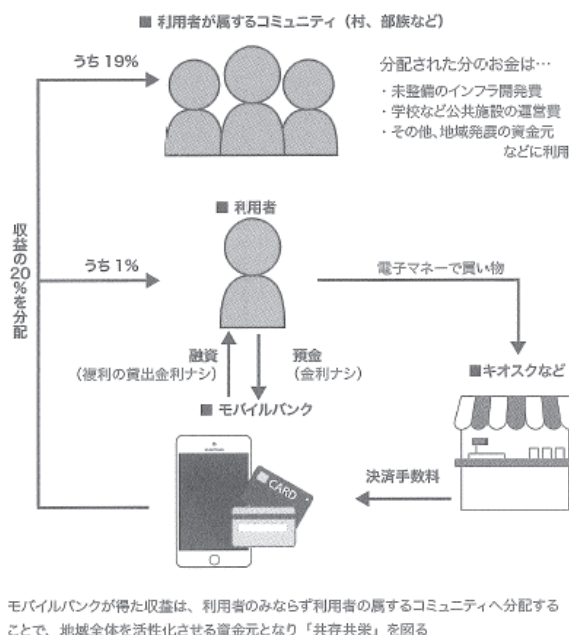 ■ 利用者が属するコミュニティ（村、部族など）
うち 19%
分配された分のお金は…
・未整備のインフラ開発費
・学校など公共施設の運営費
・その他、地域発展の資金元
などに利用
■ 利用者
収益の20%を分配
うち 1%
電子マネーで買い物
融資
（複利の貸出金利ナシ）
預金
（金利ナシ）
■キオスクなど
■ モバイルバンク
CARD
決済手数料
モバイルバンクが得た収益は、利用者のみならず利用者の属するコミュニティへ分配する
ことで、地域全体を活性化させる資金元となり「共存共栄」を図る